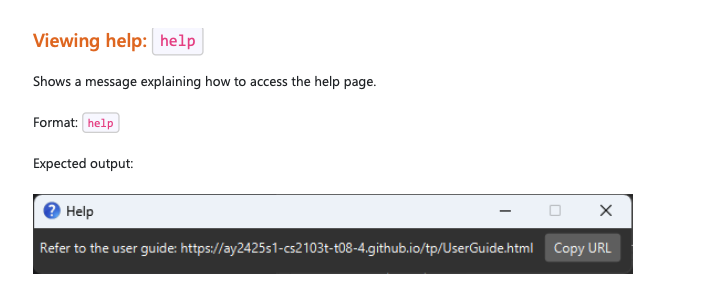 Viewing help: help
Shows a message explaining how to access the help page.
Format: help
Expected output:
Help
Refer to the user guide: https://ay2425s1-cs2103t-t08-4.github.io/tp/UserGuide.html Copy URL